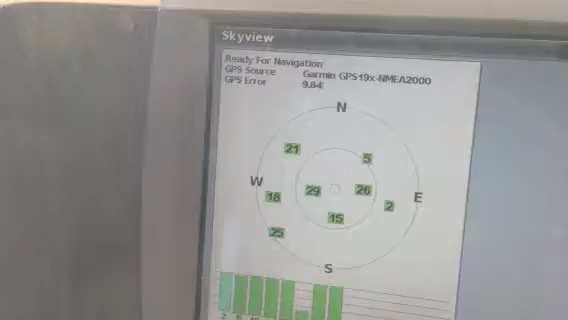 Skyview
Ready For Navigation
GPS Source Garmin GPS19x-NMEA2000
GPS Error 9.84
N
21
5
W
29
26
E
18
2
15
25
S
2